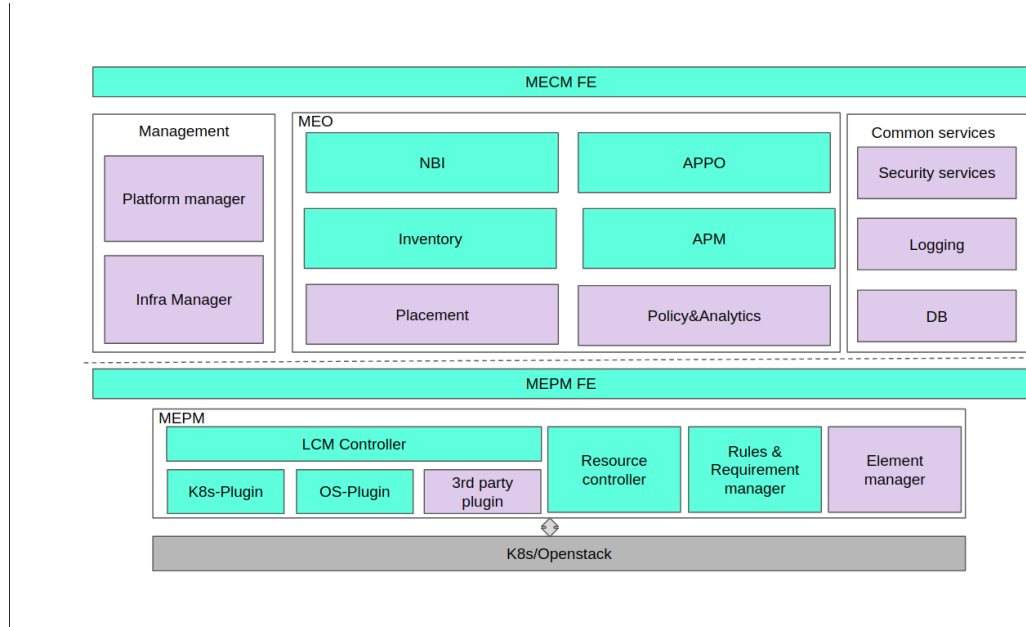 MECM FE
Management
Platform manager
Infra Manager
MEO
NBI
APPO
Inventory
APM
Placement
Policy&Analytics
Common services
Security services
Logging
DB
MEPM FE
MEPM
LCM Controller
K8s-Plugin
OS-Plugin
3rd party
plugin
Resource
controller
Rules &
Requirement
manager
Element
manager
K8s/Openstack